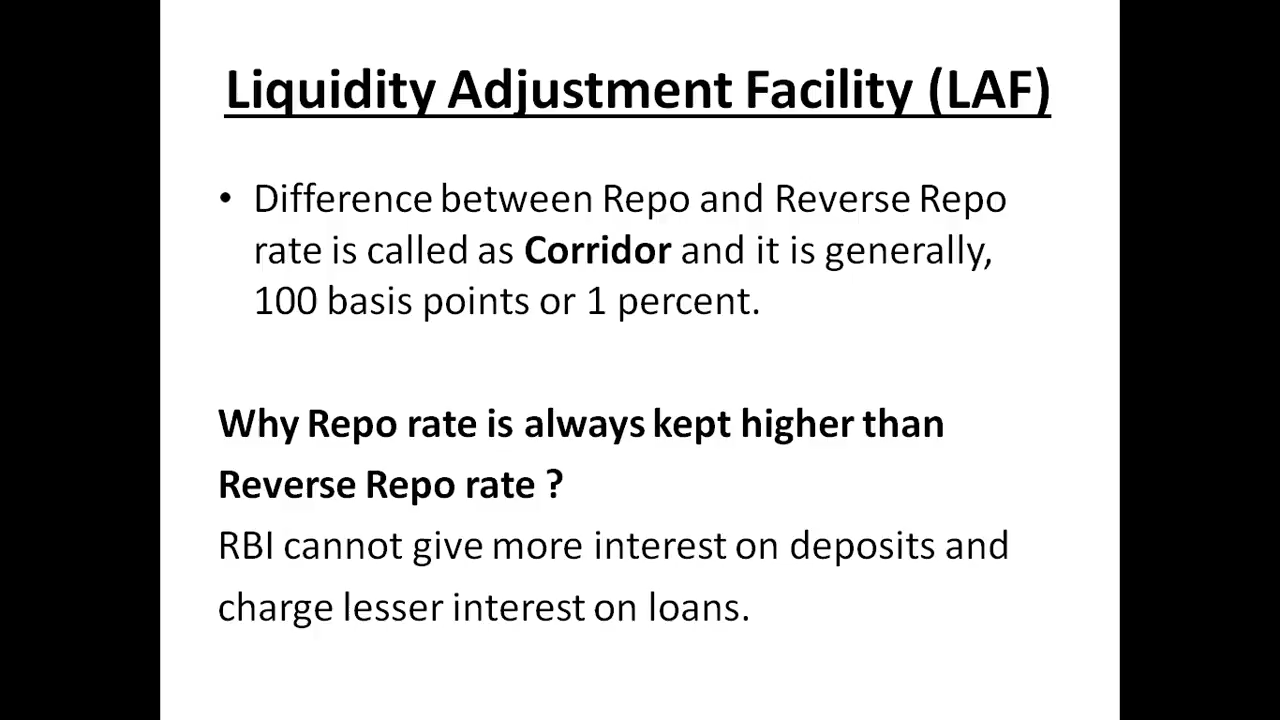 Liquidity Adjustment Facility (LAF)
• Difference between Repo and Reverse Repo
rate is called as Corridor and it is generally,
100 basis points or 1 percent.
Why Repo rate is always kept higher than
Reverse Repo rate ?
RBI cannot give more interest on deposits and
charge lesser interest on loans.